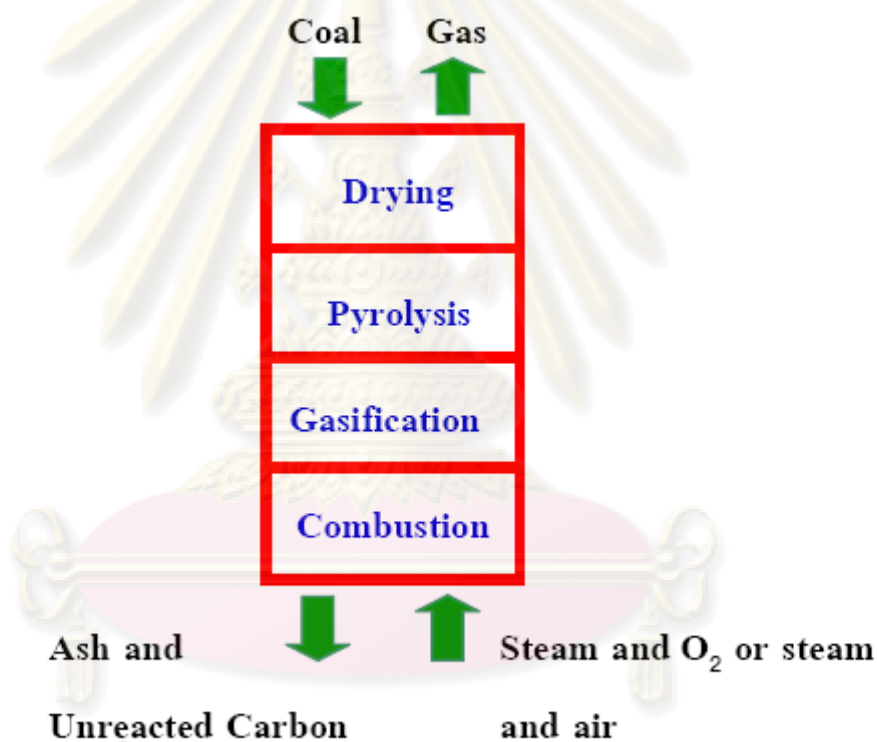 Coal Gas
Drying
Pyrolysis
Gasification
Combustion
Ash and
Unreacted Carbon
Steam and O₂ or steam
and air